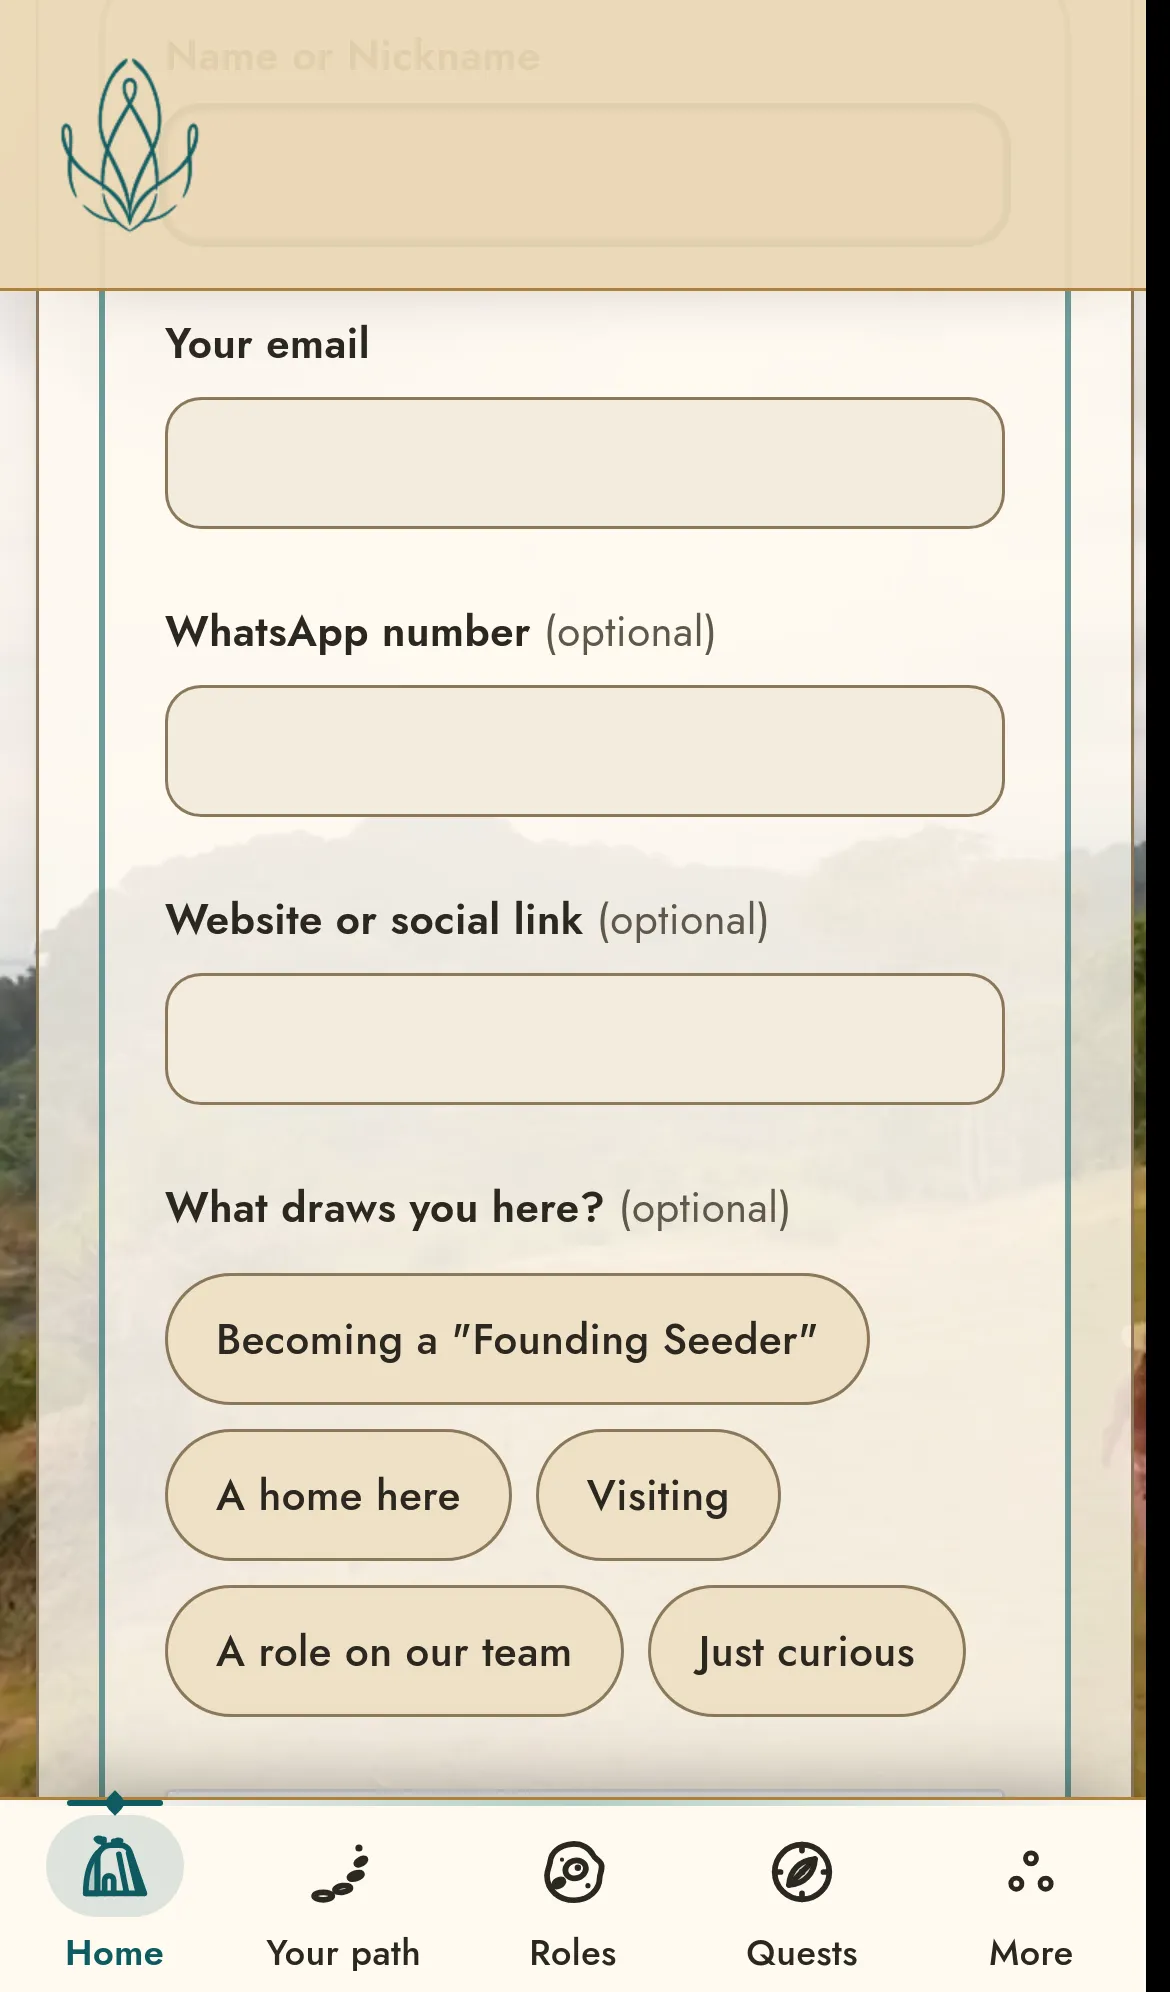 Name or Nickname
Your email
WhatsApp number (optional)
Website or social link (optional)
What draws you here? (optional)
Becoming a "Founding Seeder"
A home here
Visiting
A role on our team
Just curious
Home
Your path
Roles
Quests
More